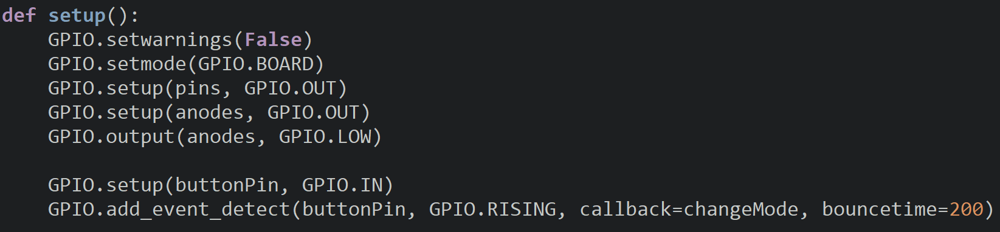 def setup():
    GPIO.setwarnings(False)
    GPIO.setmode(GPIO.BOARD)
    GPIO.setup(pins, GPIO.OUT)
    GPIO.setup(anodes, GPIO.OUT)
    GPIO.output(anodes, GPIO.LOW)

    GPIO.setup(buttonPin, GPIO.IN)
    GPIO.add_event_detect(buttonPin, GPIO.RISING, callback=changeMode, bouncetime=200)